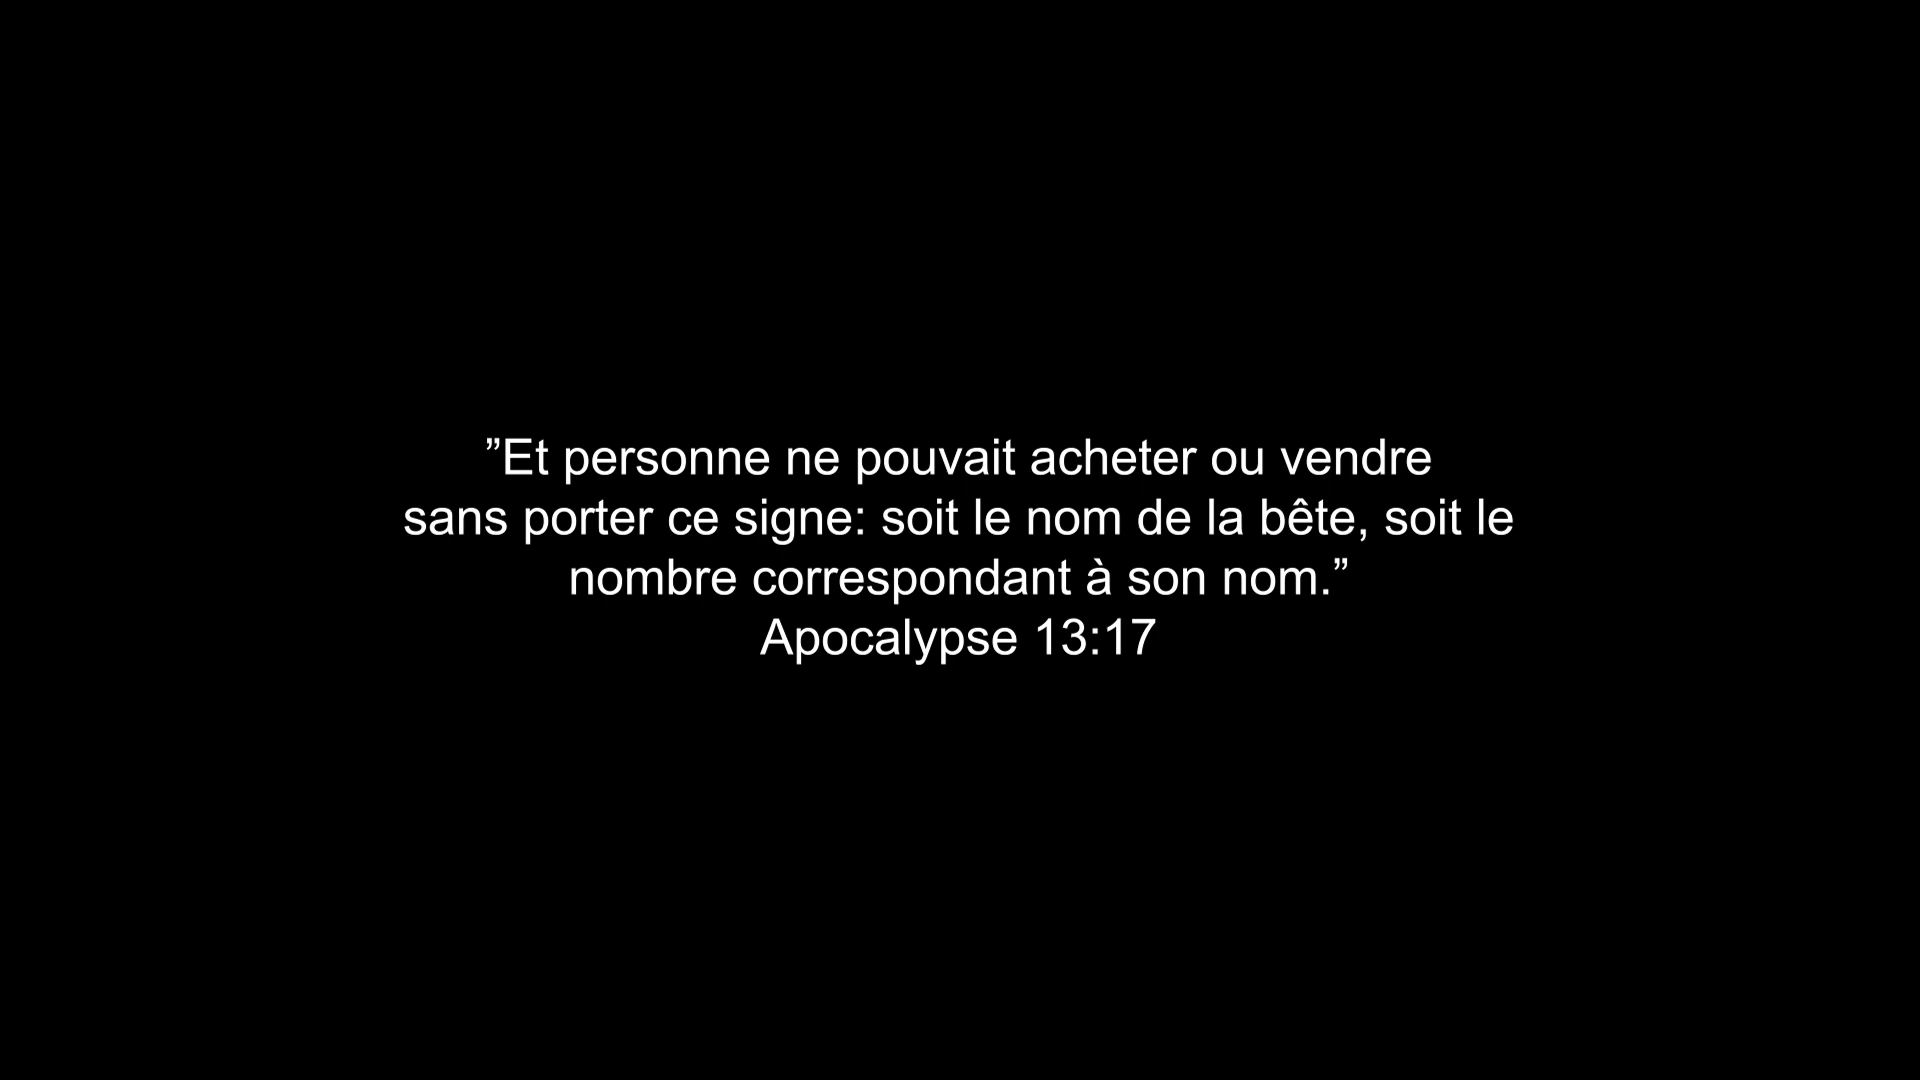 ”Et personne ne pouvait acheter ou vendre
sans porter ce signe: soit le nom de la bête, soit le
nombre correspondant à son nom.”
Apocalypse 13:17